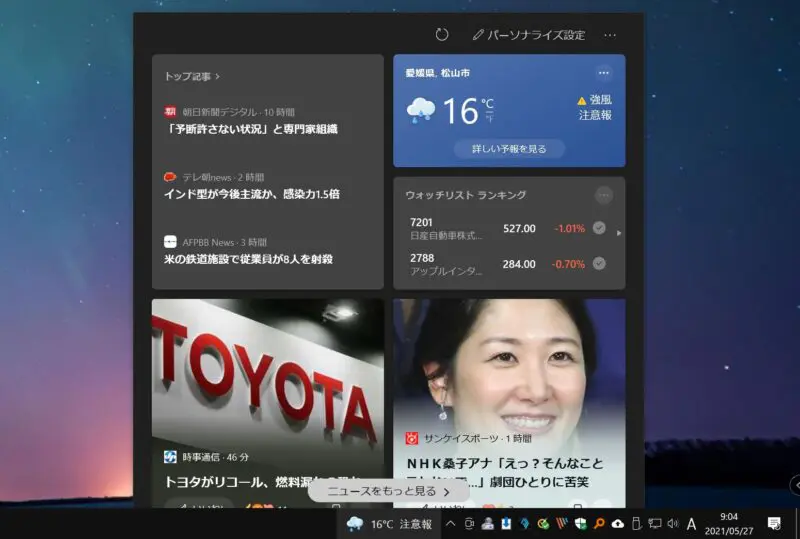 パーソナライズ設定
トップ記事 >
朝日新聞デジタル · 10 時間
「予断許さない状況」と専門家組織
テレ朝news · 2 時間
インド型が今後主流か、感染力1.5倍
AFPBB News · 3 時間
米の鉄道施設で従業員が8人を射殺
愛媛県, 松山市
16
°C
°F
強風
注意報
詳しい予報を見る
ウォッチリスト ランキング
7201
日産自動車株式...
527.00
-1.01%
2788
アップルインタ...
284.00
-0.70%
TOYOTA
時事通信 · 46 分
トヨタがリコール、燃料漏
サンケイスポーツ · 1 時間
NHK桑子アナ「えっ?そんなこと
...」劇団ひとりに苦笑
ニュースをもっと見る >
16°C 注意報
A
9:04
2021/05/27